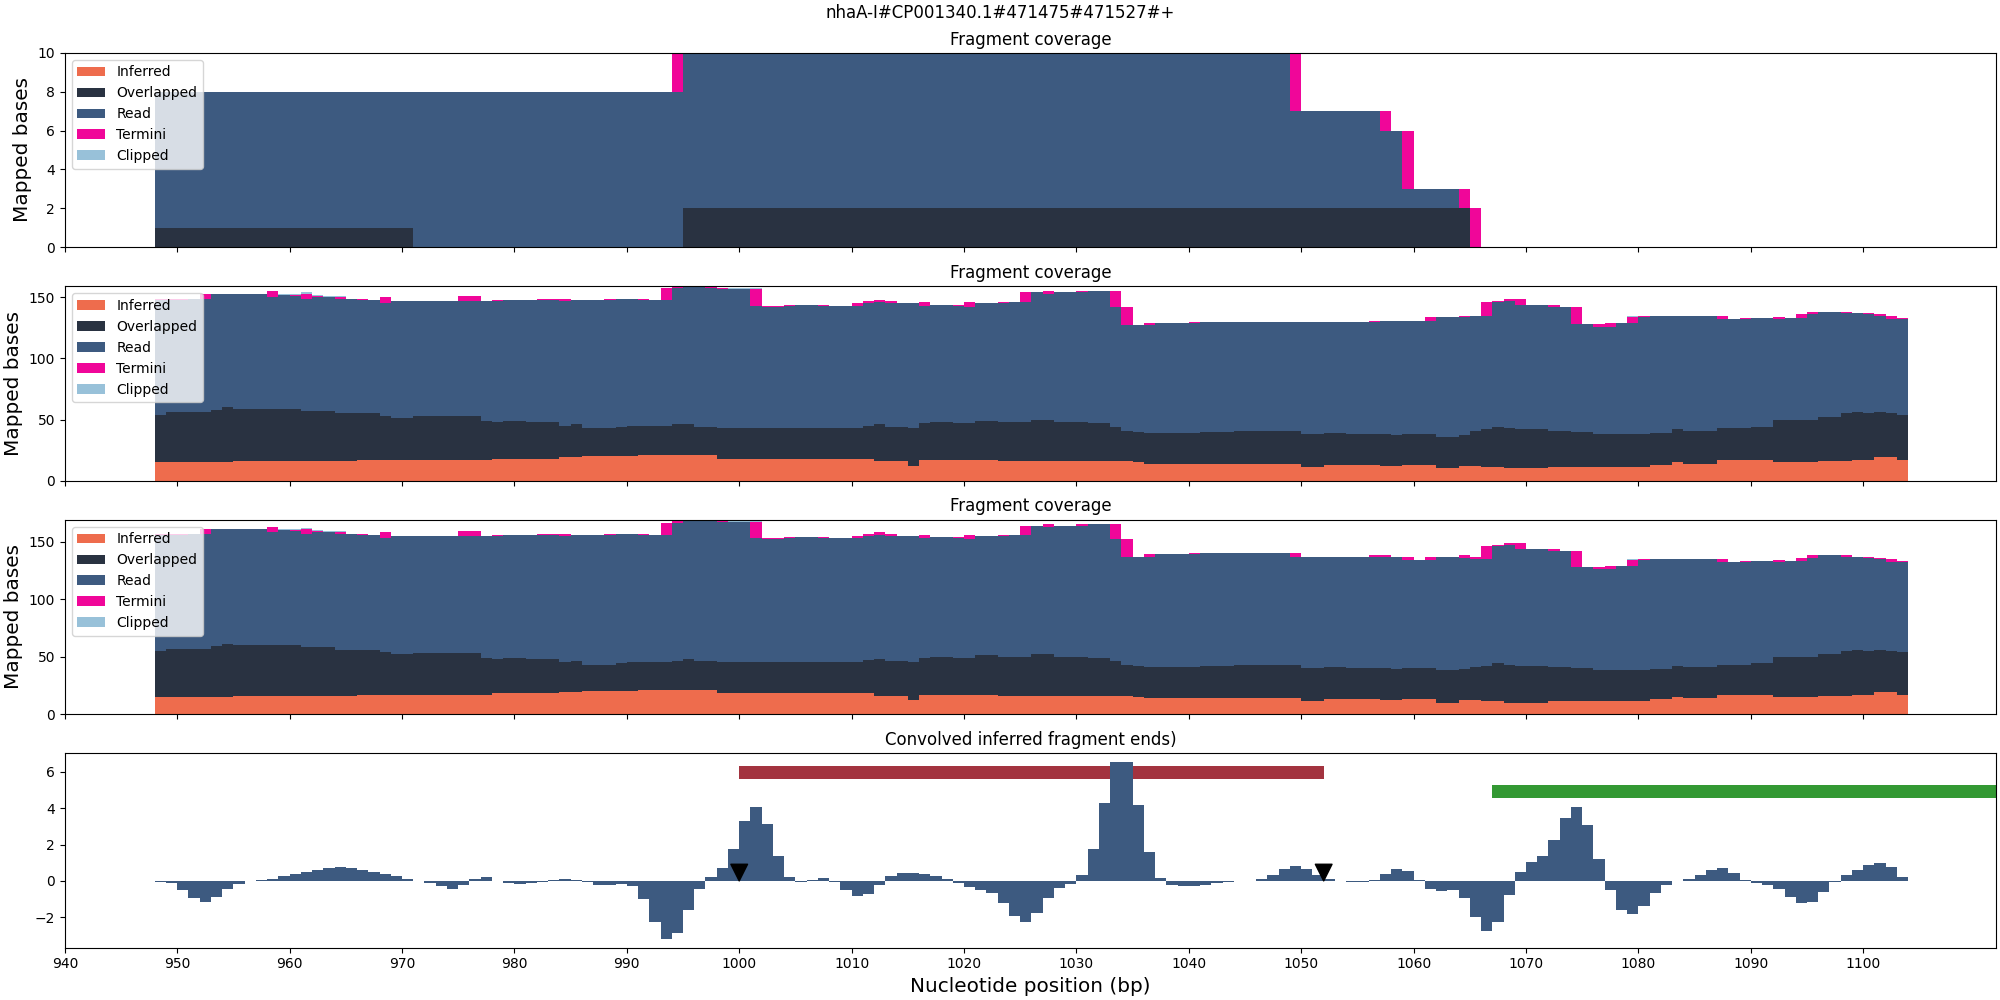 nhaA-I#CP001340.1#471475#471527#+
Fragment coverage
Mapped bases
10
8
6
4
2
0
Inferred
Overlapped
Read
Termini
Clipped
Fragment coverage
Mapped bases
150
100
50
0
Inferred
Overlapped
Read
Termini
Clipped
Fragment coverage
Mapped bases
150
100
50
0
Inferred
Overlapped
Read
Termini
Clipped
Convolved inferred fragment ends)
6
4
2
0
−2
940 950 960 970 980 990 1000 1010 1020 1030 1040 1050 1060 1070 1080 1090 1100
Nucleotide position (bp)